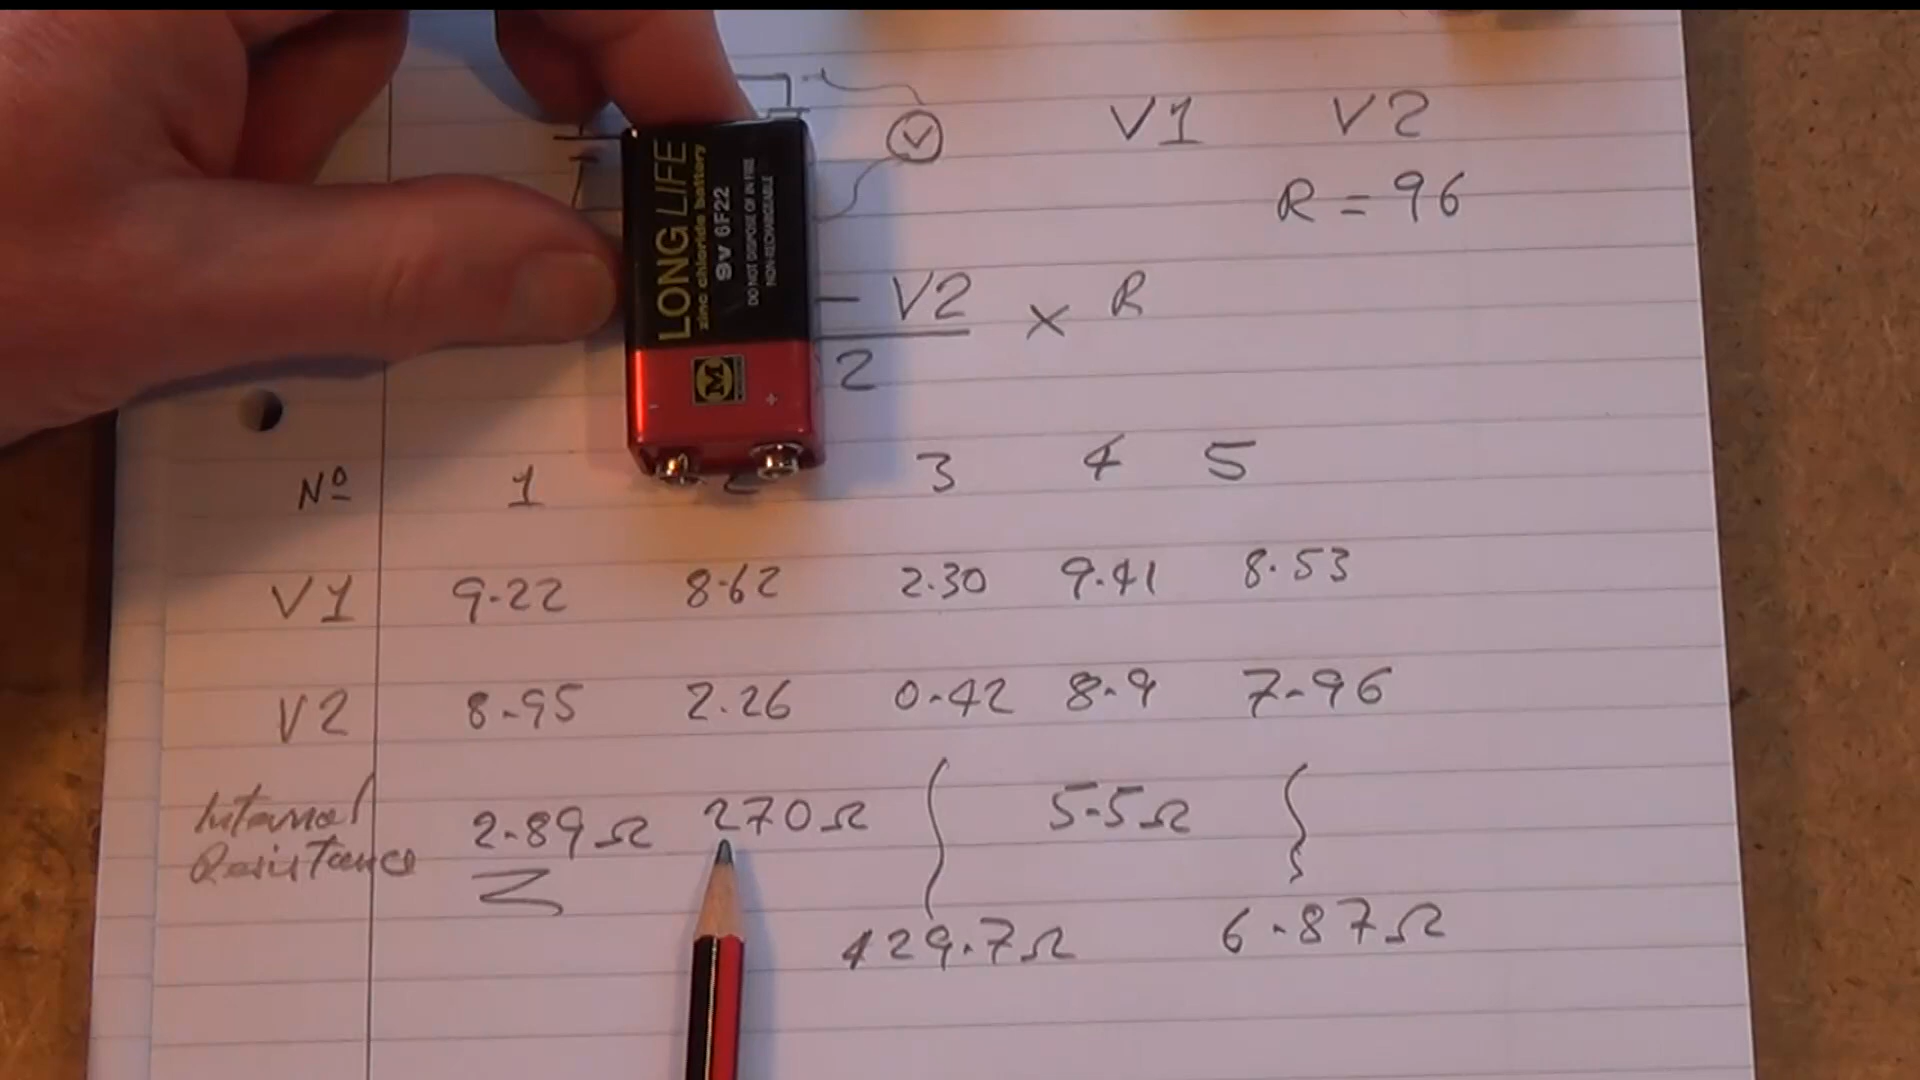 V
V1 V2
R = 96
LONG LIFE
zinc chloride battery
9v 6F22
DO NOT DISPOSE OF IN FIRE
NON-RECHARGEABLE
M
- +
- V2 × R
2
Nº 1 2 3 4 5
V1 9.22 8.62 2.30 9.41 8.53
V2 8.95 2.26 0.42 8.9 7.96
Internal
Resistance
2.89Ω 270Ω 5.5Ω
429.7Ω 6.87Ω